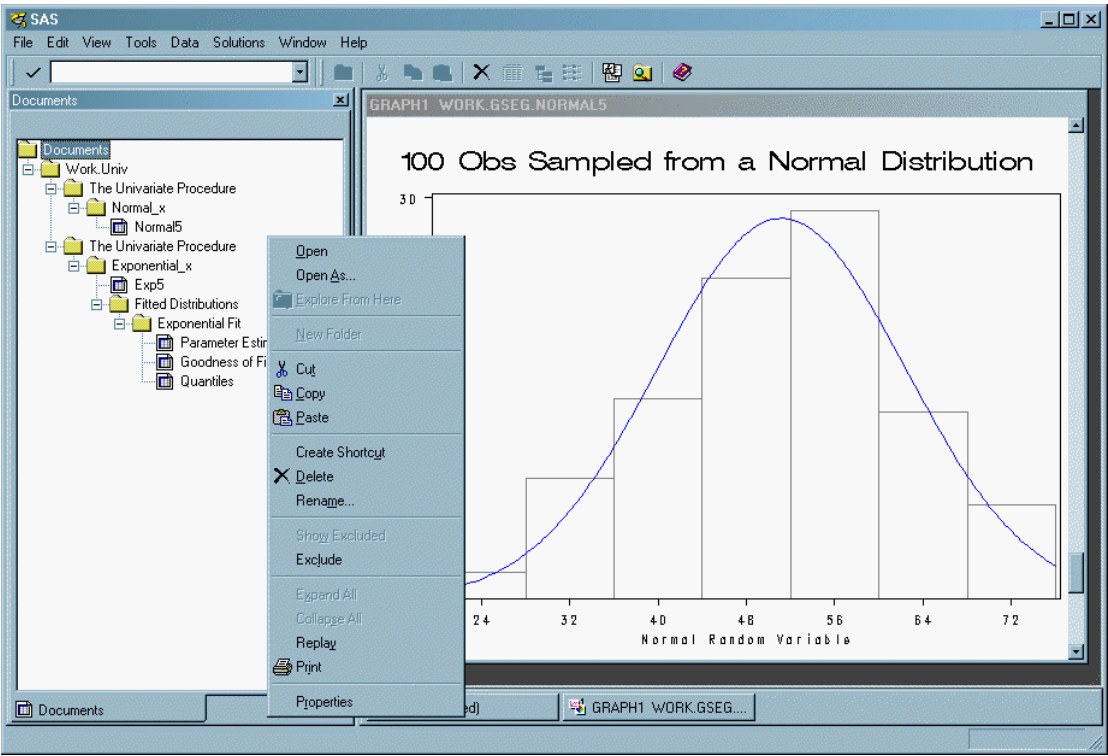 SAS
File Edit View Tools Data Solutions Window Help
Documents
Documents
Work.Univ
The Univariate Procedure
Normal_x
Normal5
The Univariate Procedure
Exponential_x
Exp5
Fitted Distributions
Exponential Fit
Parameter Estir
Goodness of Fi
Quantiles
Documents
Open
Open As...
Explore From Here
New Folder
Cut
Copy
Paste
Create Shortcut
Delete
Rename...
Show Excluded
Exclude
Expand All
Collapse All
Replay
Print
Properties
GRAPH1 WORK.GSEG.NORMAL5
100 Obs Sampled from a Normal Distribution
30
24 32 40 48 56 64 72
Normal Random Variable
ed)
GRAPH1 WORK.GSEG....